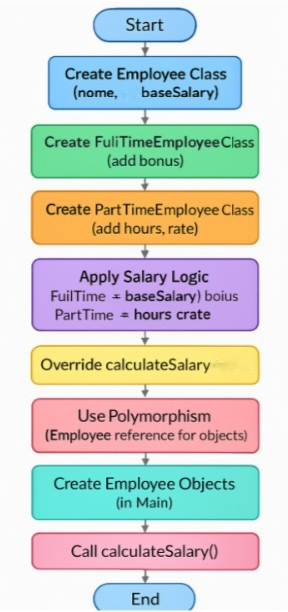 Start
Create Employee Class
(nome, baseSalary)
Create FuliTimeEmployeeClass
(add bonus)
Create PartTimeEmployee Class
(add hours, rate)
Apply Salary Logic
FuilTime = baseSalary) boius
PartTime = hours crate
Override calculateSalary
Use Polymorphism
(Employee reference for objects)
Create Employee Objects
(in Main)
Call calculateSalary()
End